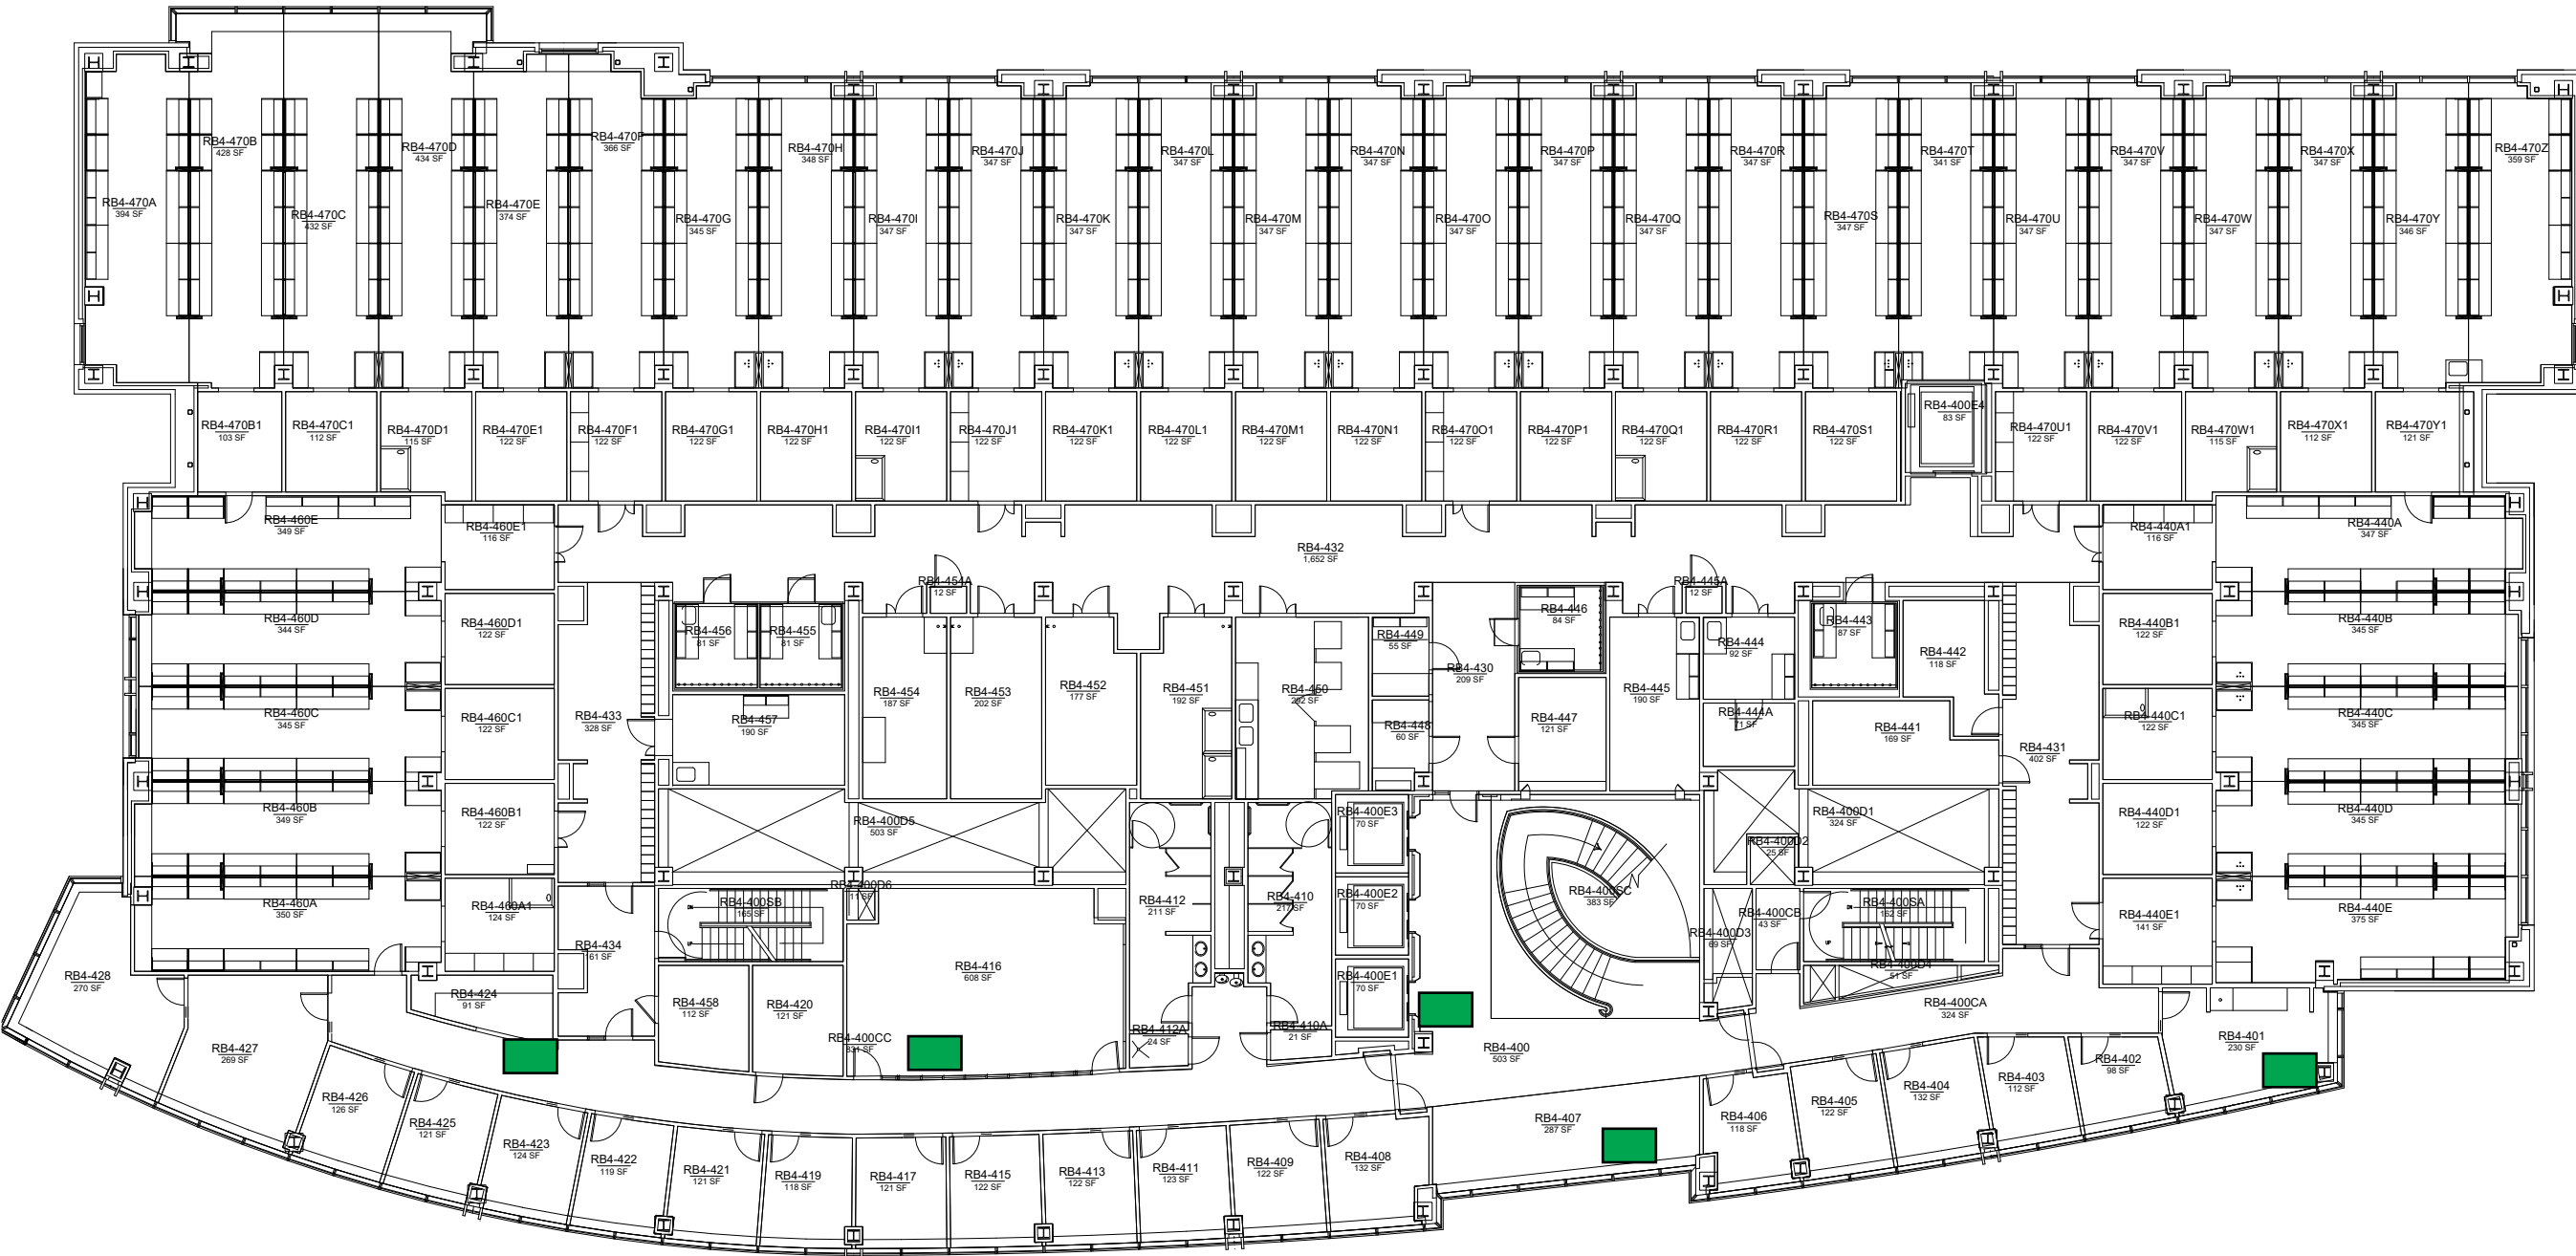 RB4-470A
394 SF
RB4-470B
428 SF
RB4-470C
432 SF
RB4-470D
434 SF
RB4-470E
374 SF
RB4-470F
366 SF
RB4-470G
345 SF
RB4-470H
348 SF
RB4-470I
347 SF
RB4-470J
347 SF
RB4-470K
347 SF
RB4-470L
347 SF
RB4-470M
347 SF
RB4-470N
347 SF
RB4-470O
347 SF
RB4-470P
347 SF
RB4-470Q
347 SF
RB4-470R
347 SF
RB4-470S
347 SF
RB4-470T
341 SF
RB4-470U
347 SF
RB4-470V
347 SF
RB4-470W
347 SF
RB4-470X
347 SF
RB4-470Y
346 SF
RB4-470Z
359 SF
RB4-470B1
103 SF
RB4-470C1
112 SF
RB4-470D1
115 SF
RB4-470E1
122 SF
RB4-470F1
122 SF
RB4-470G1
122 SF
RB4-470H1
122 SF
RB4-470I1
122 SF
RB4-470J1
122 SF
RB4-470K1
122 SF
RB4-470L1
122 SF
RB4-470M1
122 SF
RB4-470N1
122 SF
RB4-470O1
122 SF
RB4-470P1
122 SF
RB4-470Q1
122 SF
RB4-470R1
122 SF
RB4-470S1
122 SF
RB4-400E4
83 SF
RB4-470U1
122 SF
RB4-470V1
122 SF
RB4-470W1
115 SF
RB4-470X1
112 SF
RB4-470Y1
121 SF
RB4-460E
349 SF
RB4-460E1
116 SF
RB4-432
1,652 SF
RB4-440A1
116 SF
RB4-440A
347 SF
RB4-454A
12 SF
RB4-445A
12 SF
RB4-460D
344 SF
RB4-460D1
122 SF
RB4-456
81 SF
RB4-455
81 SF
RB4-449
55 SF
RB4-446
84 SF
RB4-444
92 SF
RB4-443
87 SF
RB4-442
118 SF
RB4-440B1
122 SF
RB4-440B
345 SF
RB4-460C
345 SF
RB4-460C1
122 SF
RB4-433
328 SF
RB4-457
190 SF
RB4-454
187 SF
RB4-453
202 SF
RB4-452
177 SF
RB4-451
192 SF
RB4-450
292 SF
RB4-430
209 SF
RB4-448
60 SF
RB4-447
121 SF
RB4-445
190 SF
RB4-444A
71 SF
RB4-441
169 SF
RB4-431
402 SF
RB4-440C1
122 SF
RB4-440C
345 SF
RB4-460B
349 SF
RB4-460B1
122 SF
RB4-400D5
503 SF
RB4-400E3
70 SF
RB4-400D1
324 SF
RB4-400D2
25 SF
RB4-440D1
122 SF
RB4-440D
345 SF
RB4-460A
350 SF
RB4-460A1
124 SF
RB4-400SB
165 SF
RB4-400D6
11 SF
RB4-412
211 SF
RB4-410
217 SF
RB4-400E2
70 SF
RB4-400SC
383 SF
RB4-400CB
43 SF
RB4-400D3
69 SF
RB4-400SA
162 SF
RB4-440E1
141 SF
RB4-440E
375 SF
RB4-434
161 SF
RB4-428
270 SF
RB4-424
91 SF
RB4-458
112 SF
RB4-420
121 SF
RB4-416
608 SF
RB4-400E1
70 SF
RB4-400D4
51 SF
RB4-400CA
324 SF
RB4-427
269 SF
RB4-400CC
831 SF
RB4-412A
24 SF
RB4-410A
21 SF
RB4-400
503 SF
RB4-401
230 SF
RB4-402
98 SF
RB4-403
112 SF
RB4-404
132 SF
RB4-405
122 SF
RB4-406
118 SF
RB4-407
287 SF
RB4-426
126 SF
RB4-425
121 SF
RB4-423
124 SF
RB4-422
119 SF
RB4-421
121 SF
RB4-419
118 SF
RB4-417
121 SF
RB4-415
122 SF
RB4-413
122 SF
RB4-411
123 SF
RB4-409
122 SF
RB4-408
132 SF